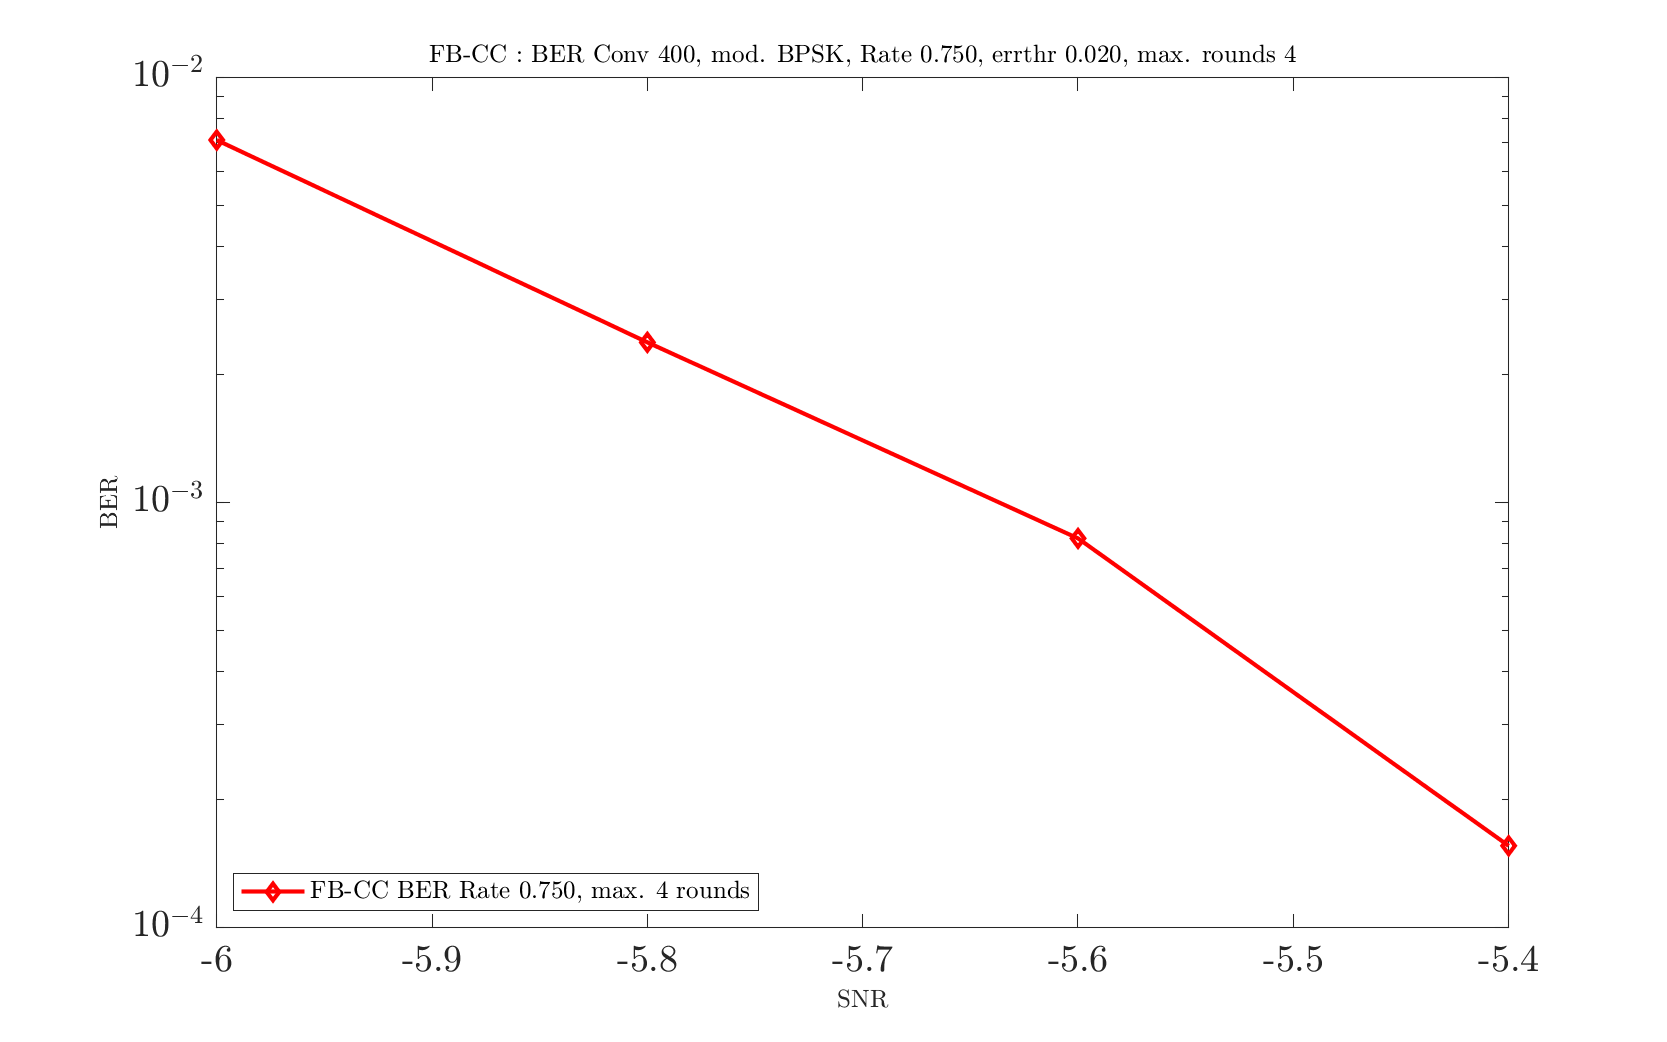 FB-CC : BER Conv 400, mod. BPSK, Rate 0.750, errthr 0.020, max. rounds 4
10⁻²
10⁻³
10⁻⁴
BER
FB-CC BER Rate 0.750, max. 4 rounds
-6 -5.9 -5.8 -5.7 -5.6 -5.5 -5.4
SNR